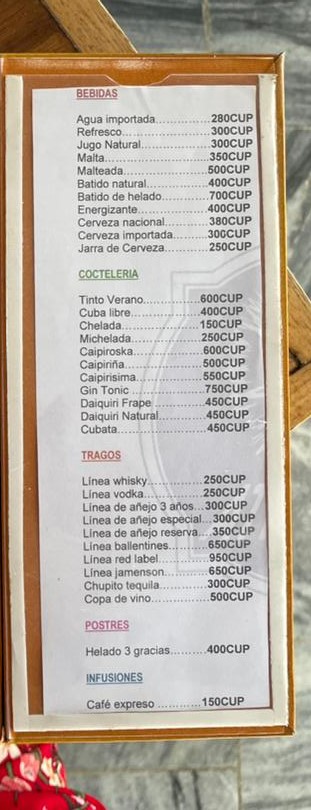 BEBIDAS
Agua importada...............280CUP
Refresco.......................300CUP
Jugo Natural...................300CUP
Malta...........................350CUP
Malteada.......................500CUP
Batido natural.................400CUP
Batido de helado..............700CUP
Energizante....................400CUP
Cerveza nacional..............380CUP
Cerveza importada............300CUP
Jarra de Cerveza..............250CUP
COCTELERIA
Tinto Verano...............600CUP
Cuba libre..................400CUP
Chelada.....................150CUP
Michelada..................250CUP
Caipiroska..................600CUP
Caipiriña...................500CUP
Caipirisima.................550CUP
Gin Tonic ..................750CUP
Daiquiri Frape.............450CUP
Daiquiri Natural...........450CUP
Cubata......................450CUP
TRAGOS
Línea whisky...............250CUP
Línea vodka................250CUP
Línea de añejo 3 años...300CUP
Línea de añejo especial...300CUP
Línea de añejo reserva....350CUP
Línea ballentines..........650CUP
Línea red label............950CUP
Línea jamenson............650CUP
Chupito tequila............300CUP
Copa de vino...............500CUP
POSTRES
Helado 3 gracias.........400CUP
INFUSIONES
Café expreso ...........150CUP